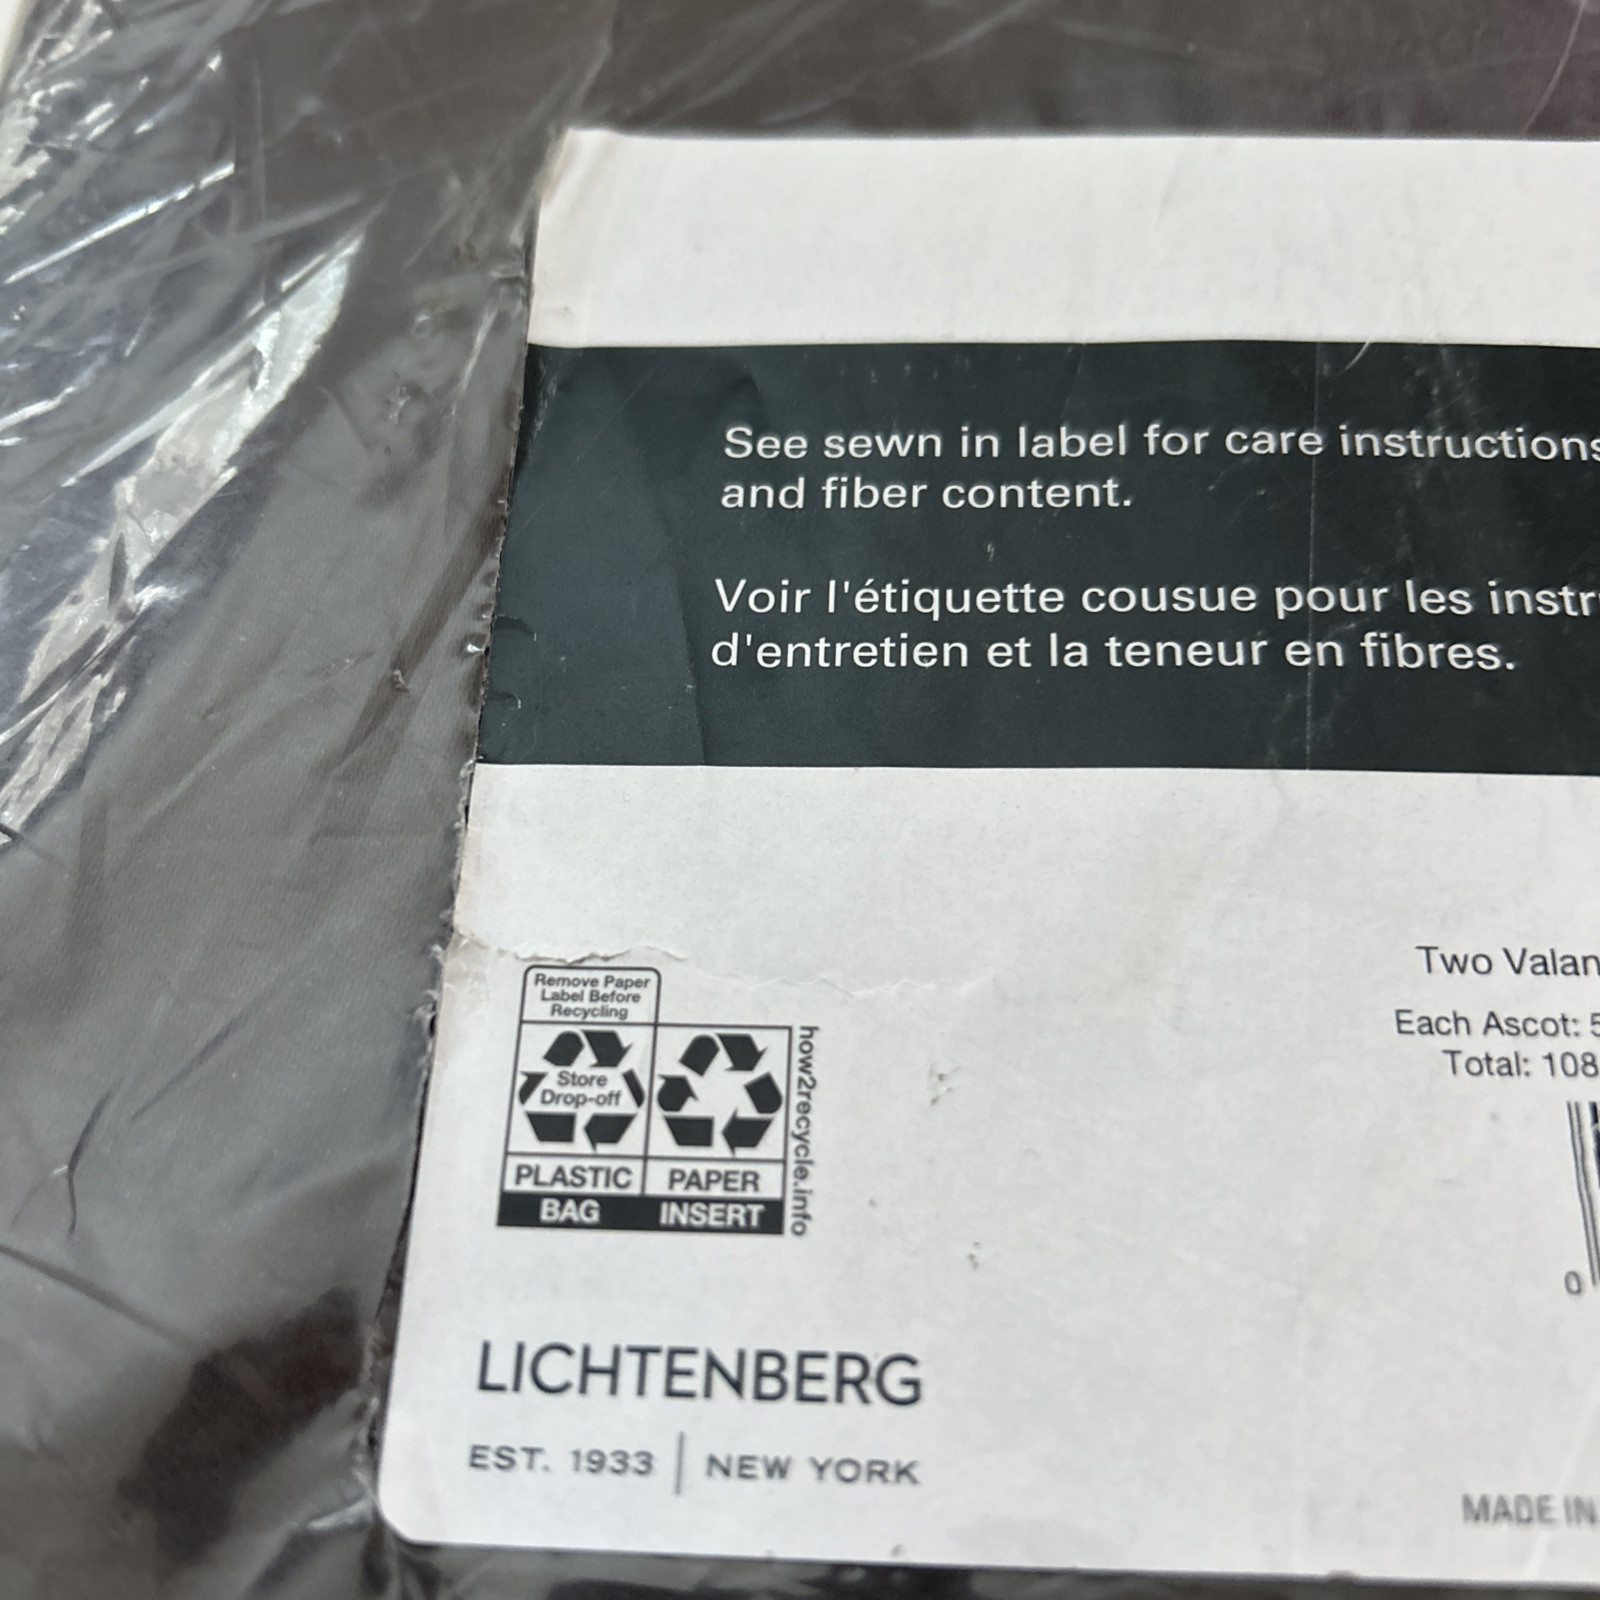 See sewn in label for care instructions
and fiber content.
Voir l'étiquette cousue pour les instr
d'entretien et la teneur en fibres.
Two Valan
Each Ascot: 5
Total: 108
0
Remove Paper
Label Before
Recycling
Store
Drop-off
PLASTIC
BAG
PAPER
INSERT
how2recycle.info
LICHTENBERG
EST. 1933 | NEW YORK
MADE IN